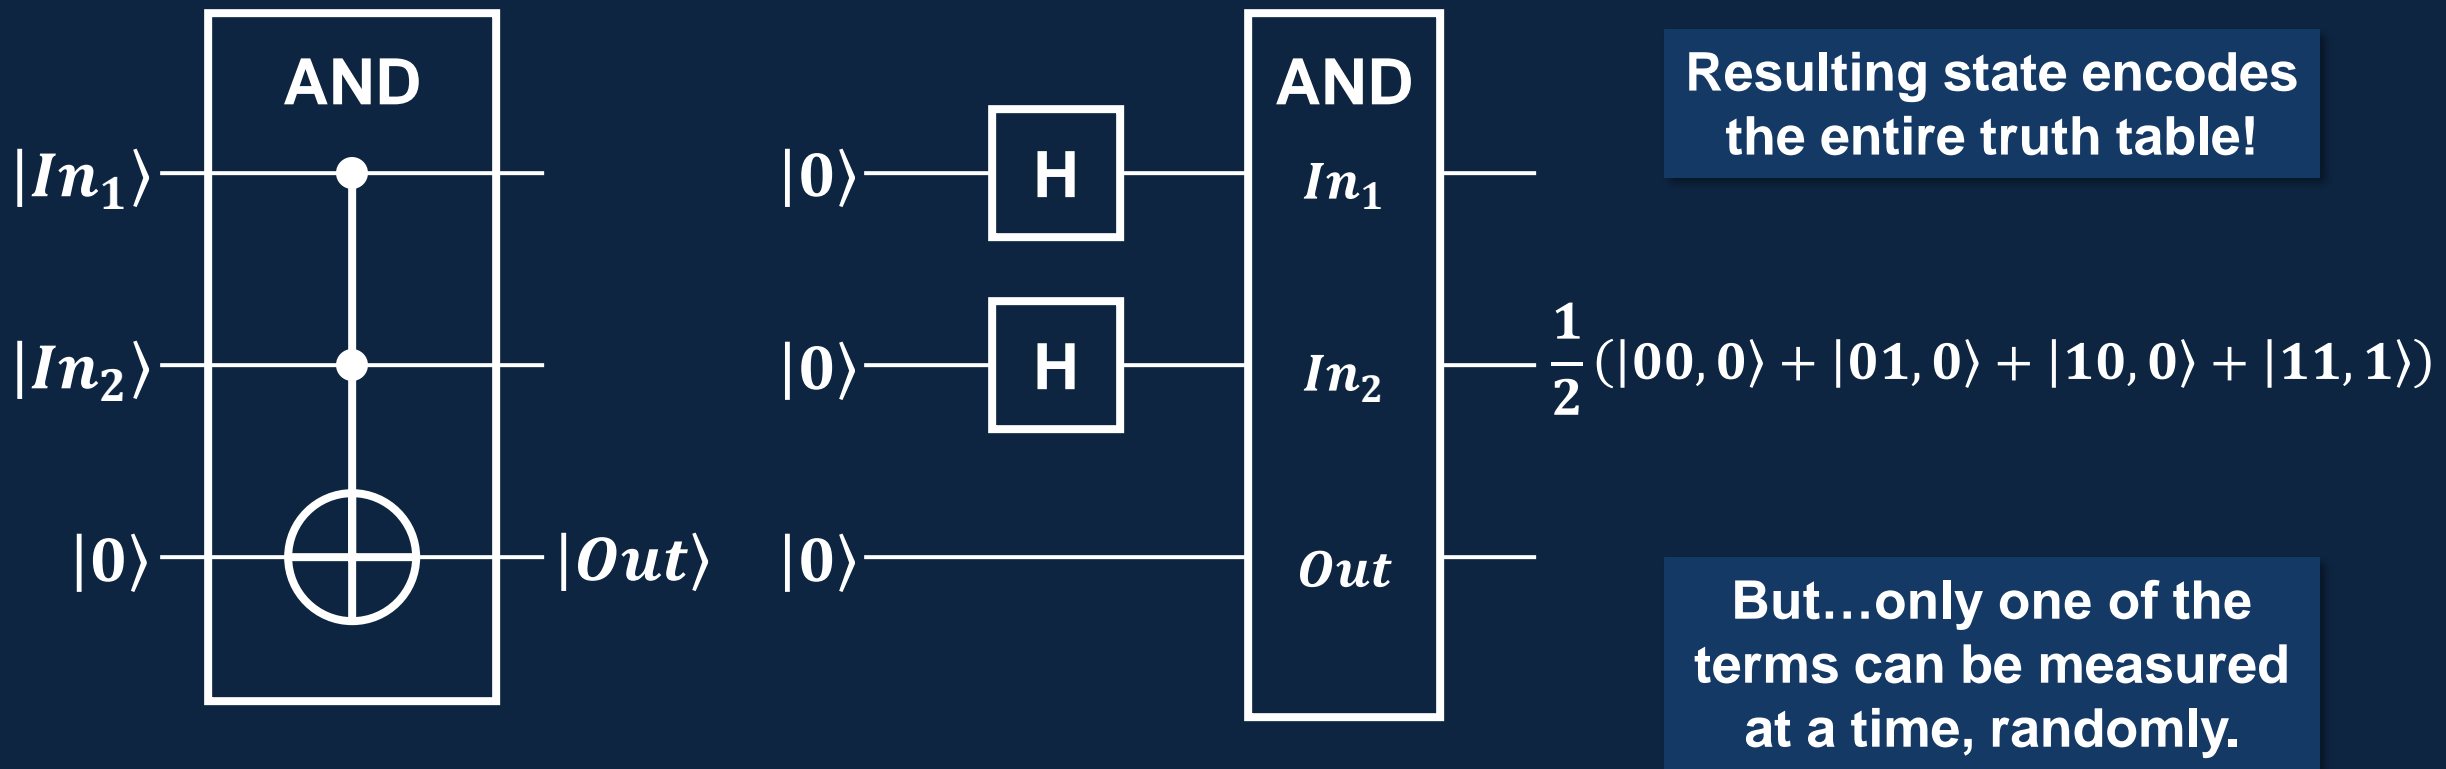 AND
|In₁⟩
|In₂⟩
|0⟩
|Out⟩
AND
|0⟩
H
In₁
|0⟩
H
In₂
|0⟩
Out
Resulting state encodes
the entire truth table!
1/2 (|00, 0⟩ + |01, 0⟩ + |10, 0⟩ + |11, 1⟩)
But…only one of the
terms can be measured
at a time, randomly.